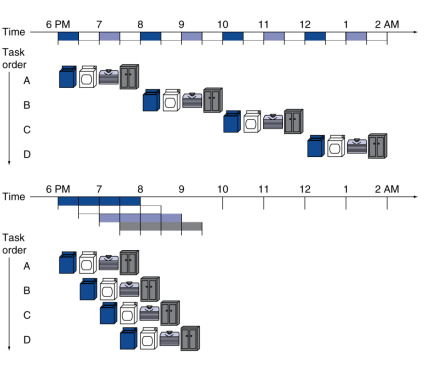 6 PM 7 8 9 10 11 12 1 2 AM
Time
Task
order
A
B
C
D
6 PM 7 8 9 10 11 12 1 2 AM
Time
Task
order
A
B
C
D